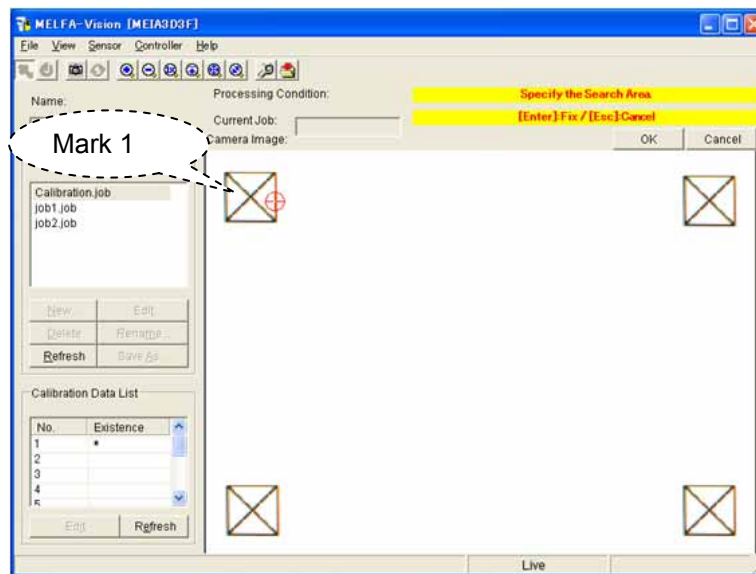 MELFA-Vision [MEIA3D3F]
File View Sensor Controller Help
Name:
Processing Condition:
Specify the Search Area.
Current Job:
[Enter]:Fix / [Esc]:Cancel
Mark 1
Camera Image:
OK Cancel
Calibration.job
job1.job
job2.job
New... Edit
Delete Rename...
Refresh Save As...
Calibration Data List
No. Existence
1 *
2
3
4
5
Edit Refresh
Live